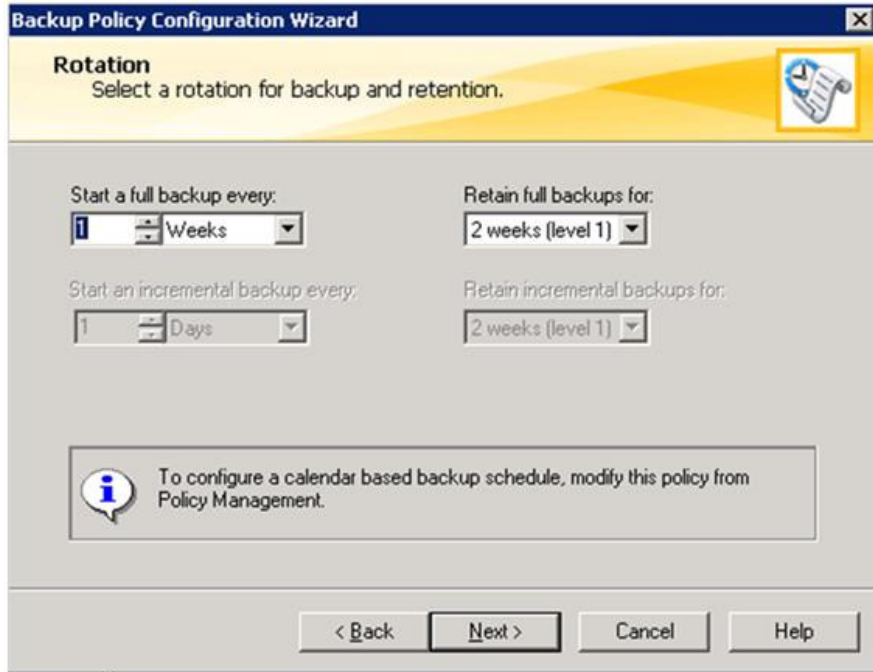 Backup Policy Configuration Wizard
Rotation
Select a rotation for backup and retention.
Start a full backup every: Retain full backups for:
1 Weeks 2 weeks (level 1)
Start an incremental backup every: Retain incremental backups for:
1 Days 2 weeks (level 1)
To configure a calendar based backup schedule, modify this policy from
Policy Management.
< Back Next > Cancel Help